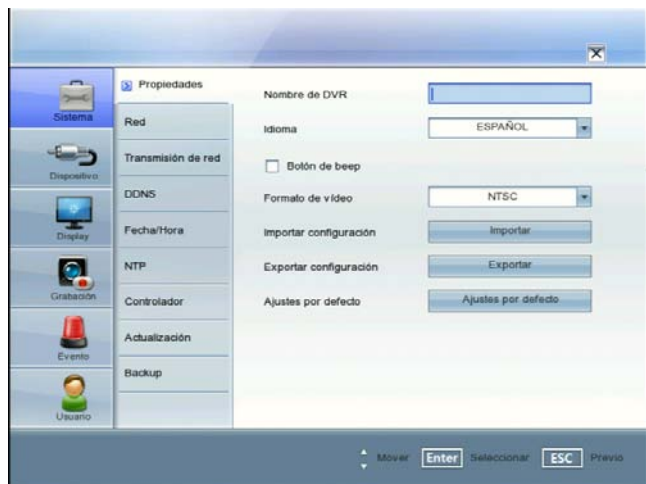 Sistema
Dispositivo
Display
Grabación
Evento
Usuario
Propiedades
Red
Transmisión de red
DDNS
Fecha/Hora
NTP
Controlador
Actualización
Backup
Nombre de DVR
Idioma ESPAÑOL
Botón de beep
Formato de vídeo NTSC
Importar configuración Importar
Exportar configuración Exportar
Ajustes por defecto Ajustes por defecto
Mover Enter Seleccionar ESC Previo